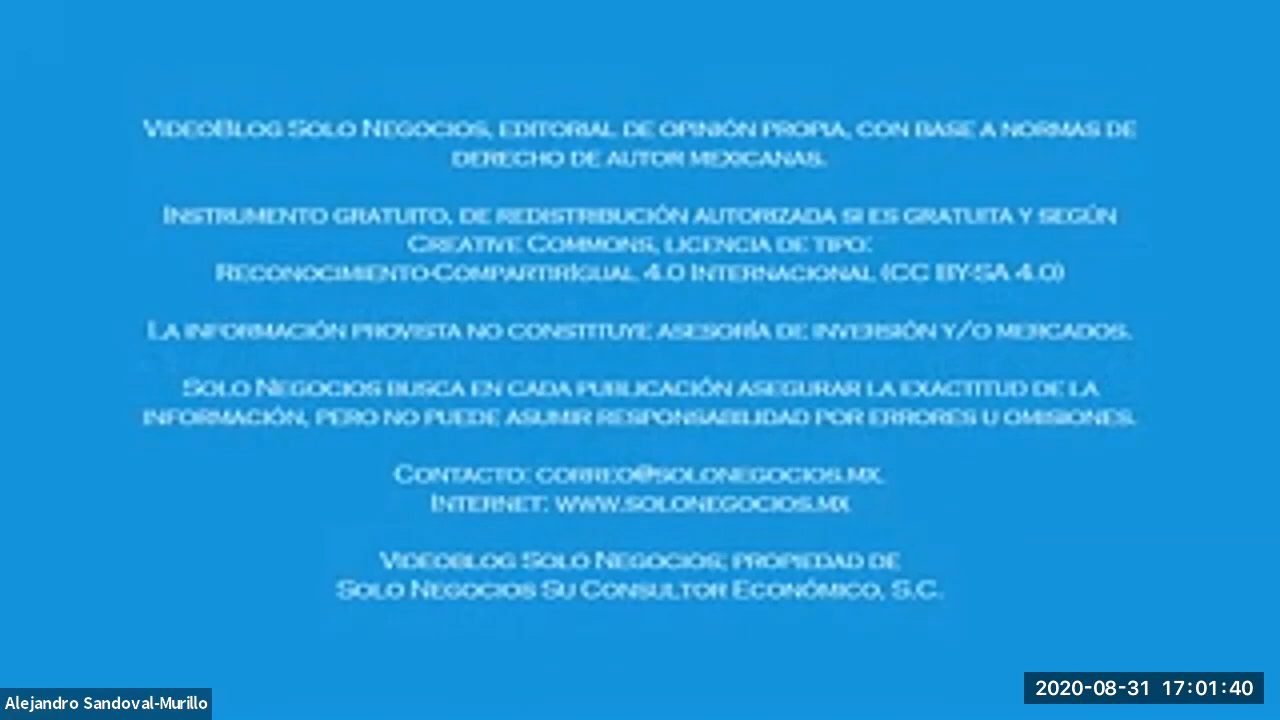 VideoBlog Solo Negocios, editorial de opinión propia, con base a normas de
derecho de autor mexicanas.
Instrumento gratuito, de redistribución autorizada si es gratuita y según
Creative Commons, licencia de tipo:
Reconocimiento-CompartirIgual 4.0 Internacional (CC BY-SA 4.0)
La información provista no constituye asesoría de inversión y/o mercados.
Solo Negocios busca en cada publicación asegurar la exactitud de la
información, pero no puede asumir responsabilidad por errores u omisiones.
Contacto: correo@solonegocios.mx.
Internet: www.solonegocios.mx
Videoblog Solo Negocios; propiedad de
Solo Negocios Su Consultor Económico, S.C.
Alejandro Sandoval-Murillo
2020-08-31 17:01:40